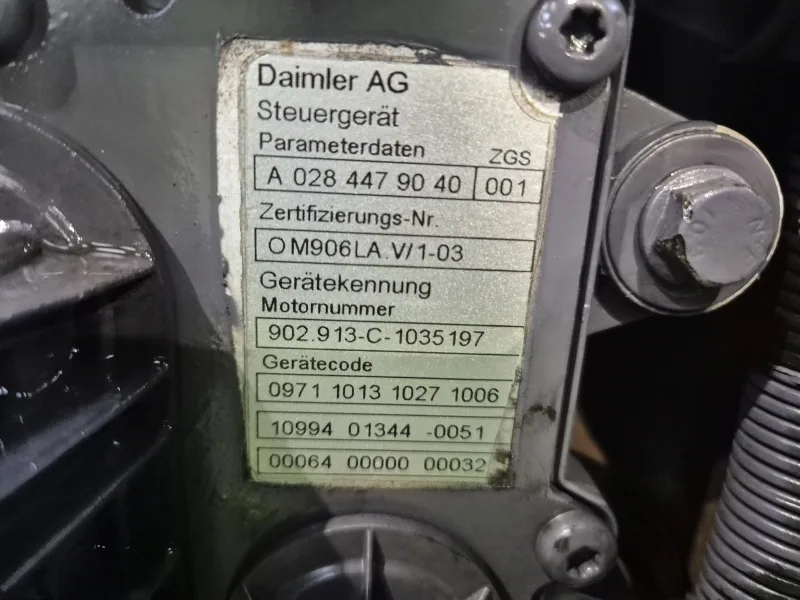 Daimler AG
Steuergerät
Parameterdaten ZGS
A 028 447 90 40 001
Zertifizierungs-Nr.
OM906LA.V/1-03
Gerätekennung
Motornummer
902.913-C-1035197
Gerätecode
0971 1013 1027 1006
10994 01344 -0051
00064 00000 00032